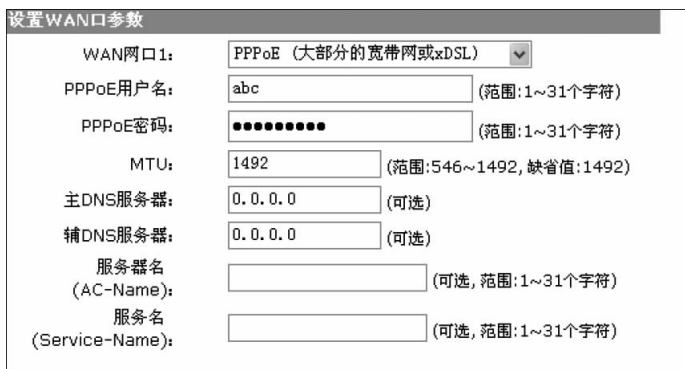 设置WAN口参数
WAN网口1: PPPoE (大部分的宽带网或xDSL)
PPPoE用户名: abc (范围:1~31个字符)
PPPoE密码: ●●●●●●●●● (范围:1~31个字符)
MTU: 1492 (范围:546~1492,缺省值:1492)
主DNS服务器: 0.0.0.0 (可选)
辅DNS服务器: 0.0.0.0 (可选)
服务器名
(AC-Name): (可选,范围:1~31个字符)
服务名
(Service-Name): (可选,范围:1~31个字符)